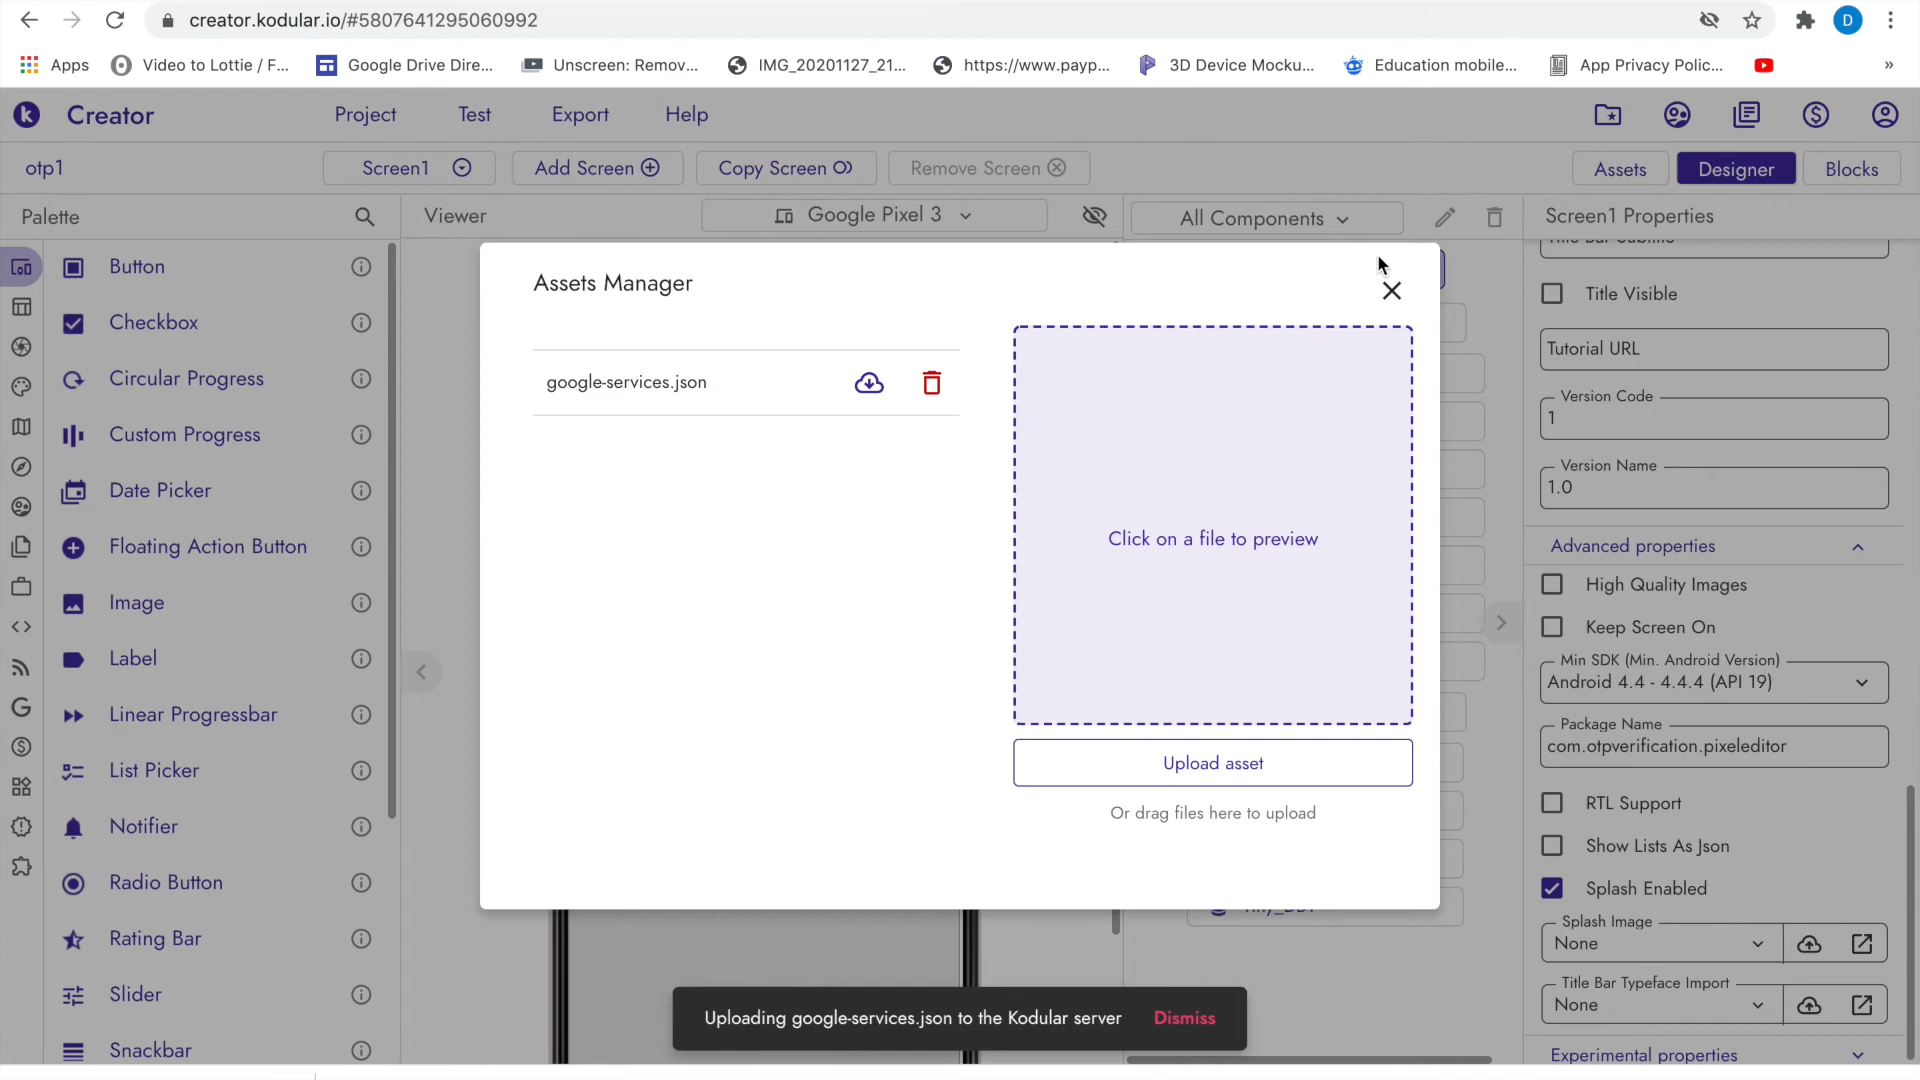 creator.kodular.io/#5807641295060992
D
Apps
Video to Lottie / F...
Google Drive Dire...
Unscreen: Remov...
IMG_20201127_21...
https://www.payp...
3D Device Mocku...
Education mobile...
App Privacy Polic...
»
k Creator
Project
Test
Export
Help
otp1
Screen1
Add Screen
Copy Screen
Remove Screen
Assets
Designer
Blocks
Palette
Viewer
Google Pixel 3
All Components
Screen1 Properties
Button
Checkbox
Circular Progress
Custom Progress
Date Picker
Floating Action Button
Image
Label
Linear Progressbar
List Picker
Notifier
Radio Button
Rating Bar
Slider
Snackbar
Assets Manager
google-services.json
Click on a file to preview
Upload asset
Or drag files here to upload
Uploading google-services.json to the Kodular server
Dismiss
Title Bar Subtitle
Title Visible
Tutorial URL
Version Code
1
Version Name
1.0
Advanced properties
High Quality Images
Keep Screen On
Min SDK (Min. Android Version)
Android 4.4 - 4.4.4 (API 19)
Package Name
com.otpverification.pixeleditor
RTL Support
Show Lists As Json
Splash Enabled
Splash Image
None
Title Bar Typeface Import
None
Experimental properties